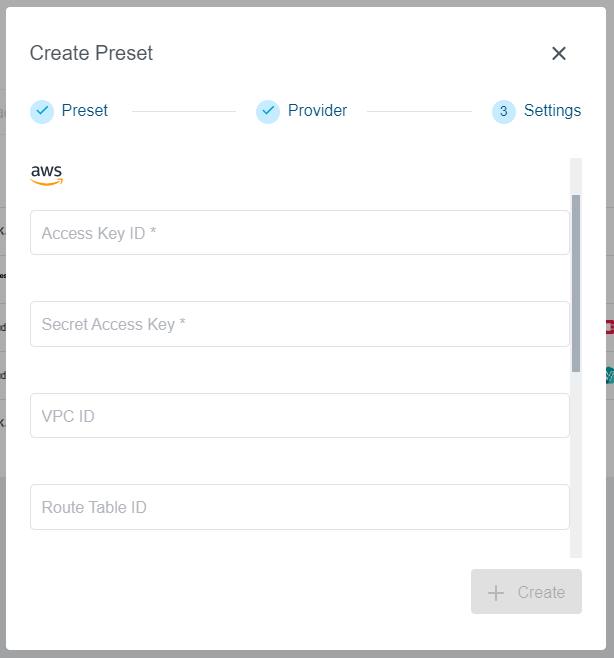 Create Preset
Preset
Provider
3 Settings
aws
Access Key ID *
Secret Access Key *
VPC ID
Route Table ID
Create